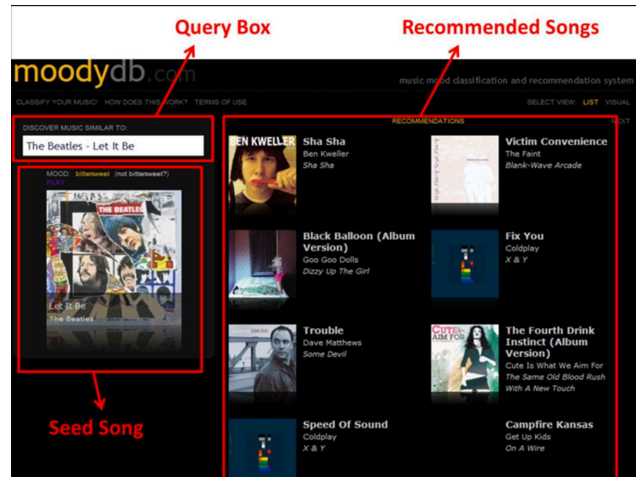 Query Box
Recommended Songs
moodydb.com
music mood classification and recommendation system
CLASSIFY YOUR MUSIC! HOW DOES THIS WORK? TERMS OF USE
SELECT VIEW: LIST VISUAL
RECOMMENDATIONS
NEXT
DISCOVER MUSIC SIMILAR TO:
The Beatles - Let It Be
MOOD: bittersweet (not bittersweet?)
PLAY
THE BEATLES
Let It Be
The Beatles
Seed Song
BEN KWELLER
Sha Sha
Ben Kweller
Sha Sha
Victim Convenience
The Faint
Blank-Wave Arcade
Black Balloon (Album
Version)
Goo Goo Dolls
Dizzy Up The Girl
Fix You
Coldplay
X & Y
Trouble
Dave Matthews
Some Devil
CUTE IS
AIM FOR
The Fourth Drink
Instinct (Album
Version)
Cute Is What We Aim For
The Same Old Blood Rush
With A New Touch
Speed Of Sound
Coldplay
X & Y
Campfire Kansas
Get Up Kids
On A Wire